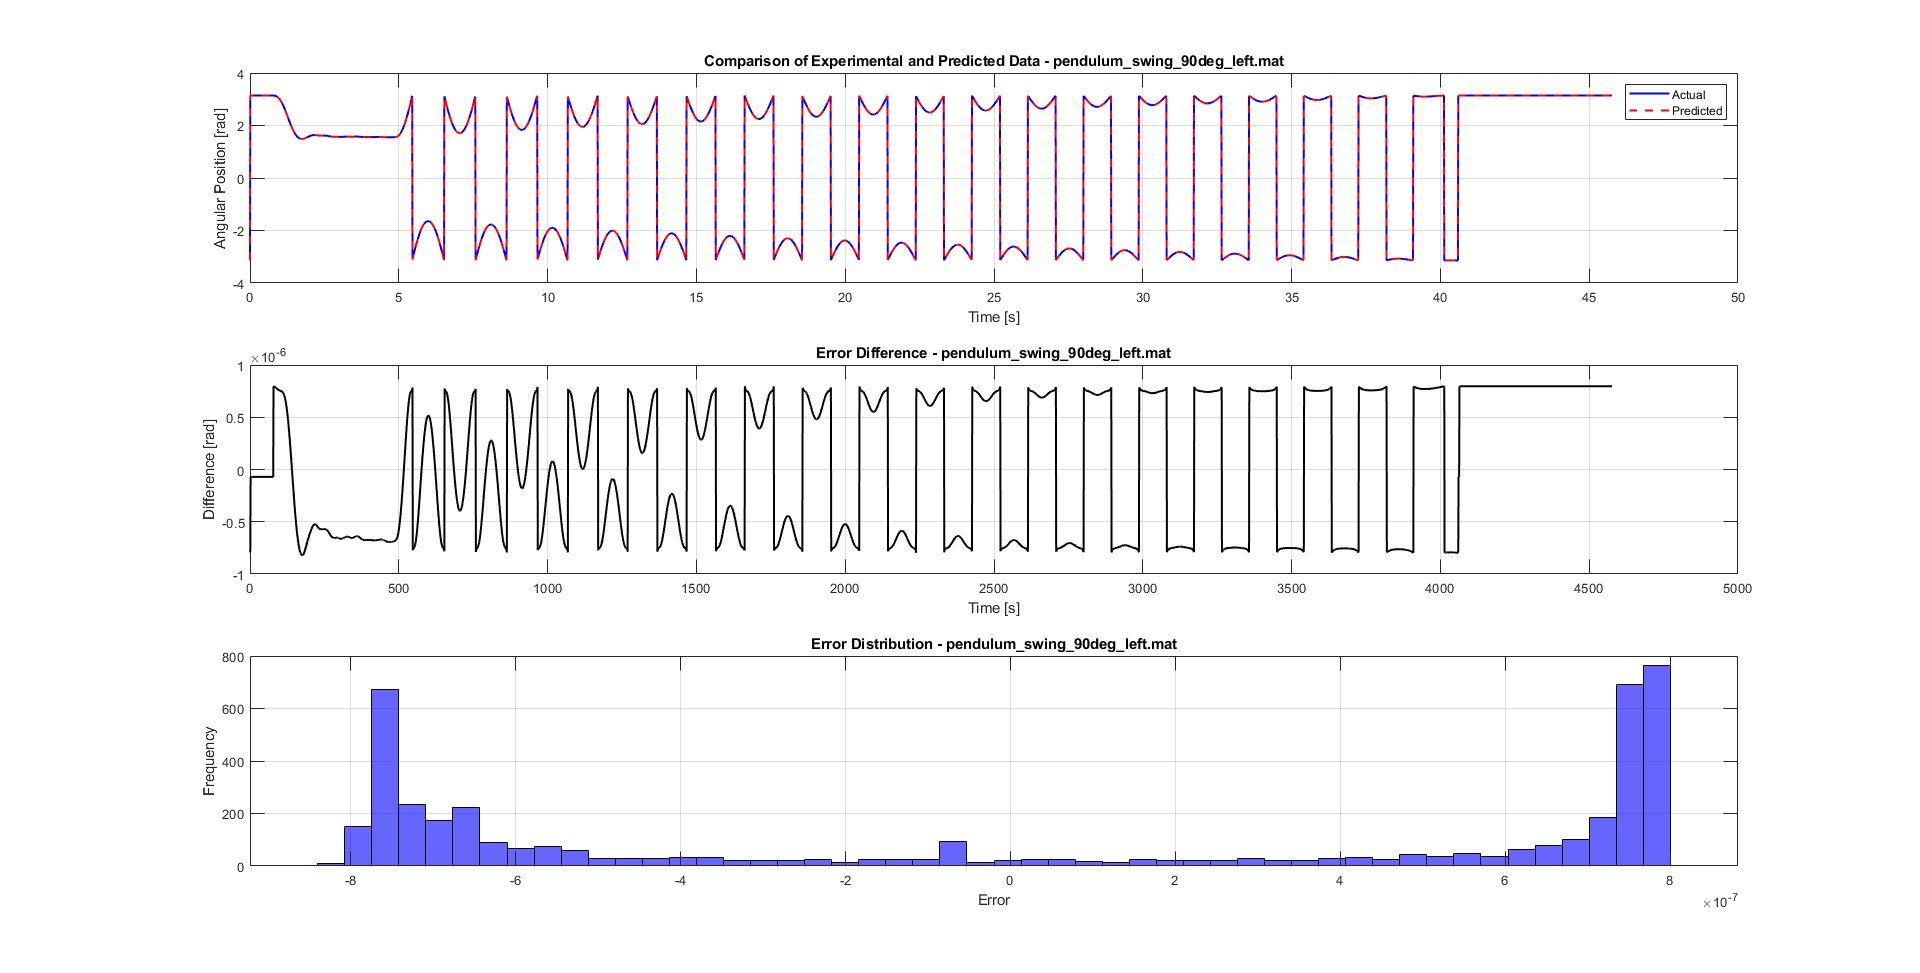 Comparison of Experimental and Predicted Data - pendulum_swing_90deg_left.mat
Angular Position [rad]
4
2
0
-2
-4
Actual
Predicted
0 5 10 15 20 25 30 35 40 45 50
Time [s]
Error Difference - pendulum_swing_90deg_left.mat
×10⁻⁶
Difference [rad]
1
0.5
0
-0.5
-1
0 500 1000 1500 2000 2500 3000 3500 4000 4500 5000
Time [s]
Error Distribution - pendulum_swing_90deg_left.mat
Frequency
800
600
400
200
0
-8 -6 -4 -2 0 2 4 6 8
Error
×10⁻⁷